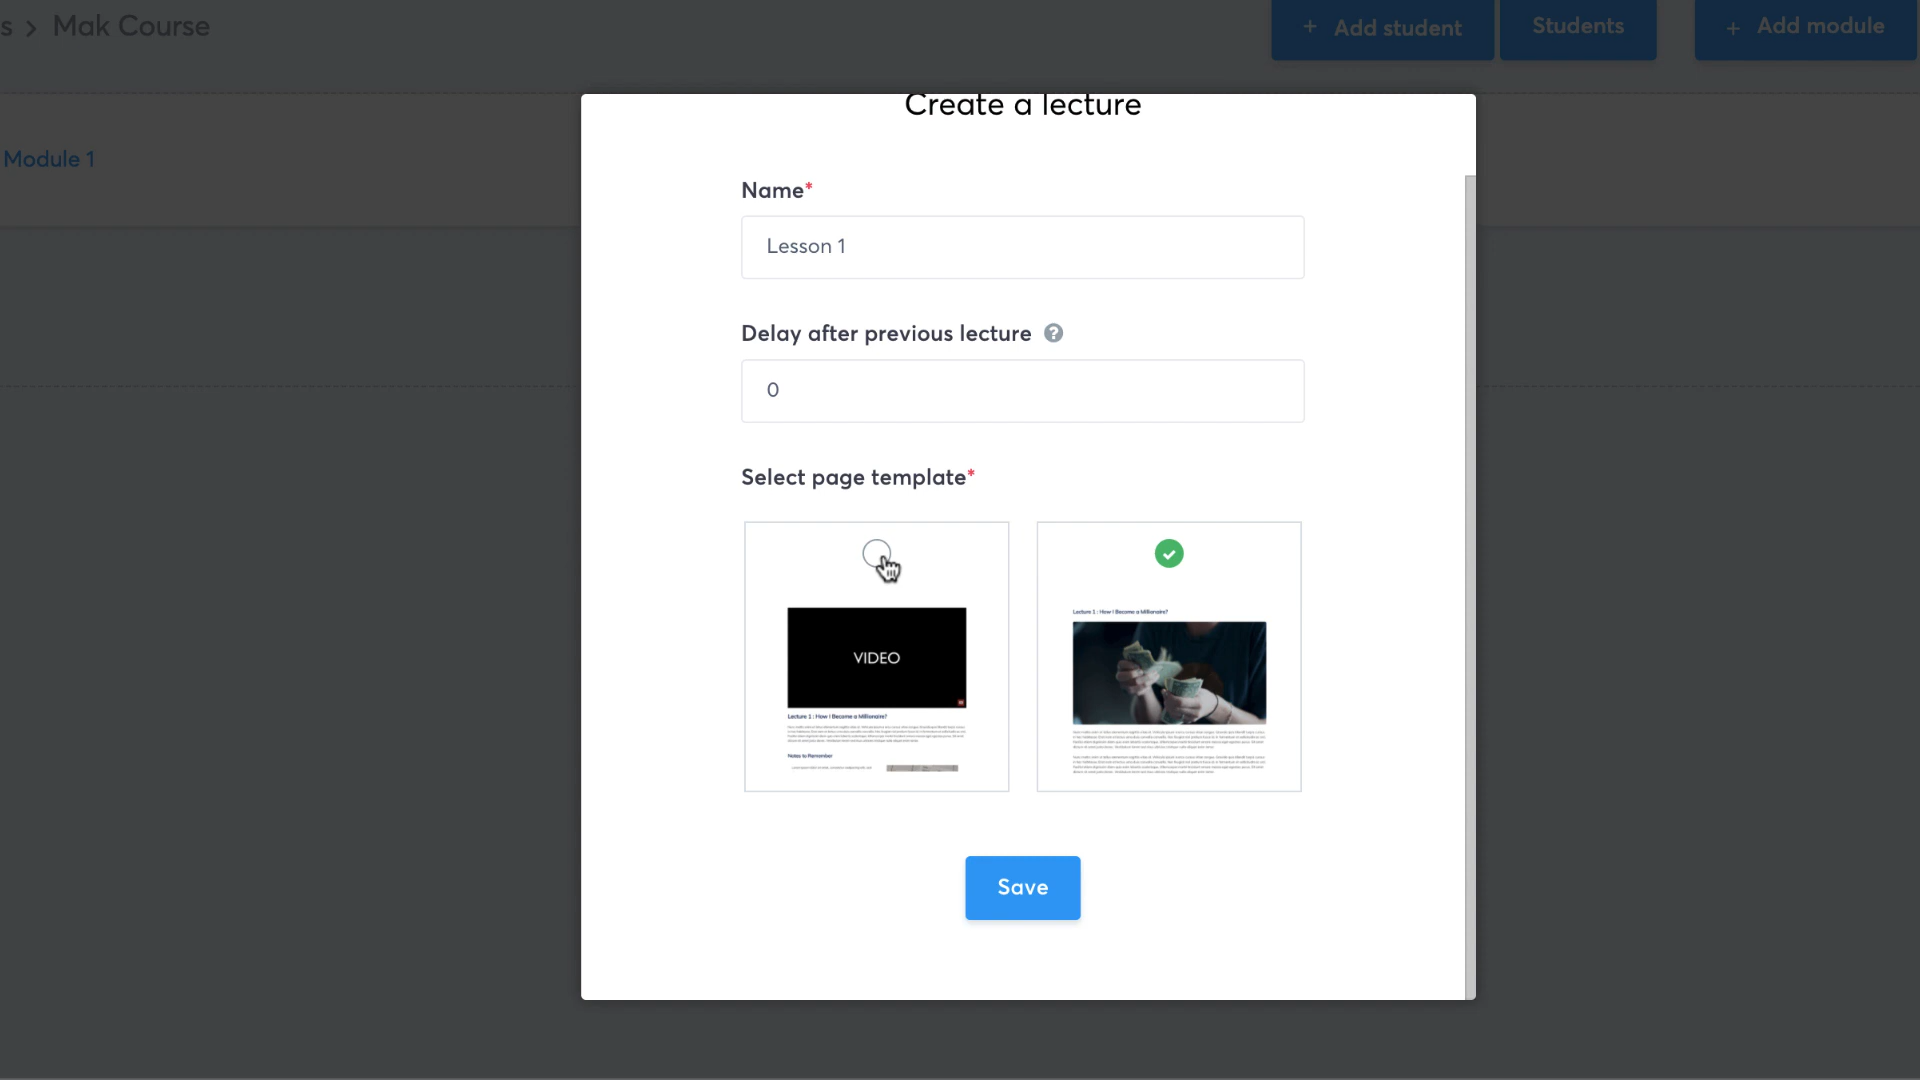 s > Mak Course
+ Add student
Students
+ Add module
Create a lecture
Module 1
Name*
Lesson 1
Delay after previous lecture ?
0
Select page template*
VIDEO
Lecture 1 : How I Become a Millionaire?
Notes to Remember
Lecture 1 : How I Become a Millionaire?
Save